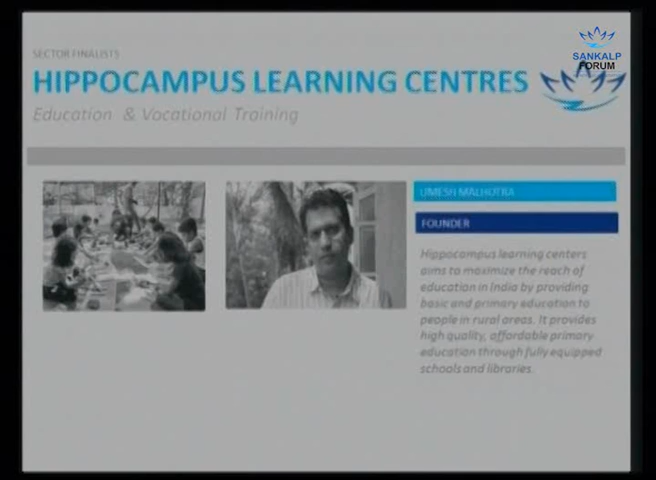 SECTOR FINALISTS
HIPPOCAMPUS LEARNING CENTRES
Education & Vocational Training
SANKALP
FORUM
UMESH MALHOTRA
FOUNDER
Hippocampus learning centers
aims to maximize the reach of
education in India by providing
basic and primary education to
people in rural areas. It provides
high quality, affordable primary
education through fully equipped
schools and libraries.